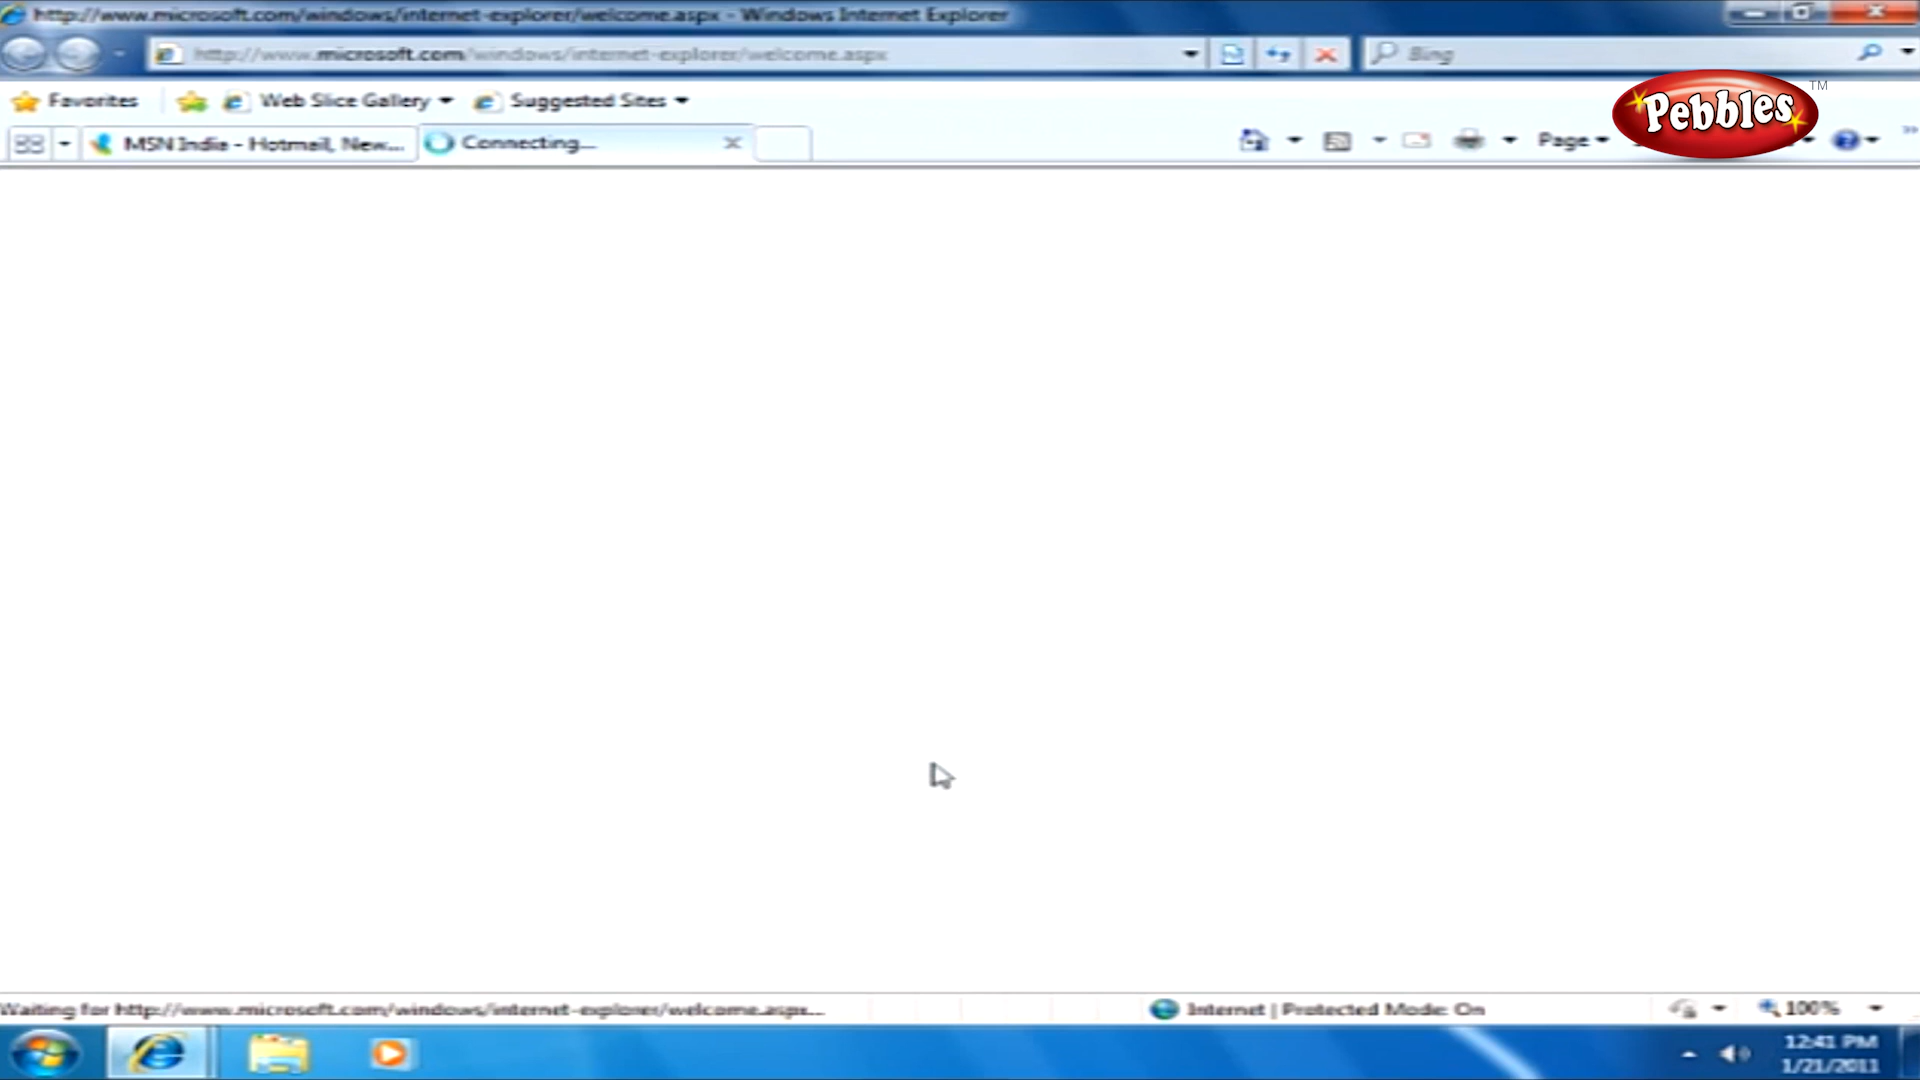 http://www.microsoft.com/windows/internet-explorer/welcome.aspx - Windows Internet Explorer
http://www.microsoft.com/windows/internet-explorer/welcome.aspx
Bing
Favorites
Web Slice Gallery
Suggested Sites
Pebbles™
MSN India - Hotmail, New...
Connecting...
Page
Waiting for http://www.microsoft.com/windows/internet-explorer/welcome.aspx...
Internet | Protected Mode: On
100%
12:41 PM
1/21/2011